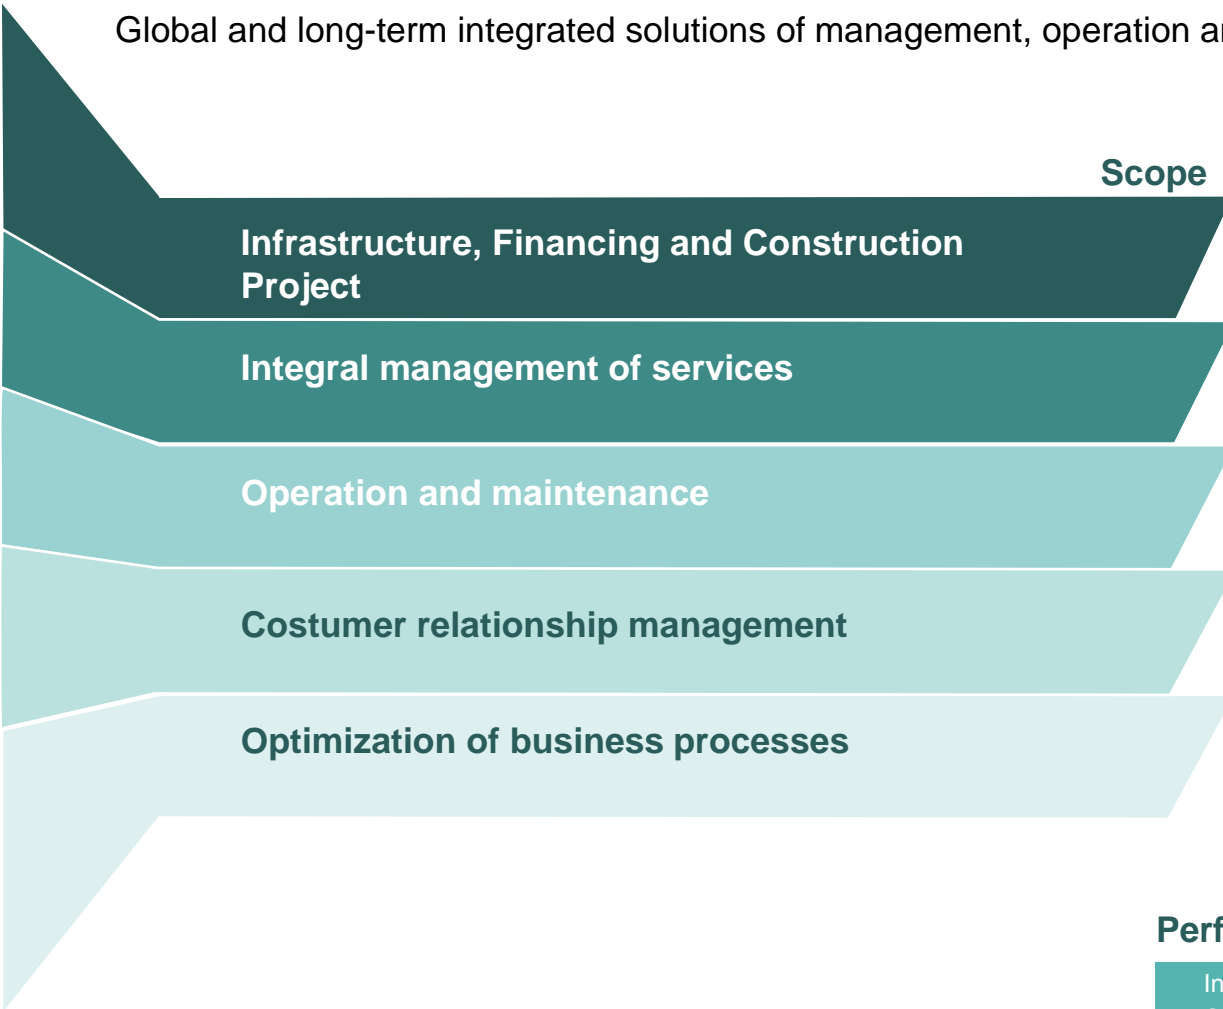 Global and long-term integrated solutions of management, operation
Scope
Infrastructure, Financing and Construction
Project
Integral management of services
Operation and maintenance
Costumer relationship management
Optimization of business processes